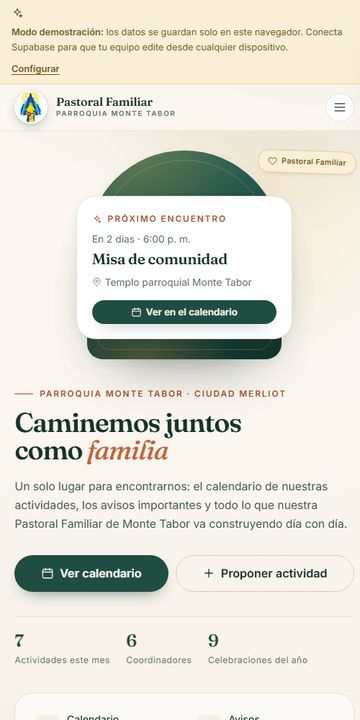 Modo demostración: los datos se guardan solo en este navegador. Conecta
Supabase para que tu equipo edite desde cualquier dispositivo.
Configurar
Pastoral Familiar
PARROQUIA MONTE TABOR
Pastoral Familiar
PRÓXIMO ENCUENTRO
En 2 días · 6:00 p. m.
Misa de comunidad
Templo parroquial Monte Tabor
Ver en el calendario
PARROQUIA MONTE TABOR · CIUDAD MERLIOT
Caminemos juntos
como familia
Un solo lugar para encontrarnos: el calendario de nuestras
actividades, los avisos importantes y todo lo que nuestra
Pastoral Familiar de Monte Tabor va construyendo día con día.
Ver calendario
Proponer actividad
7
6
9
Actividades este mes
Coordinadores
Celebraciones del año
Calendario
Avisos